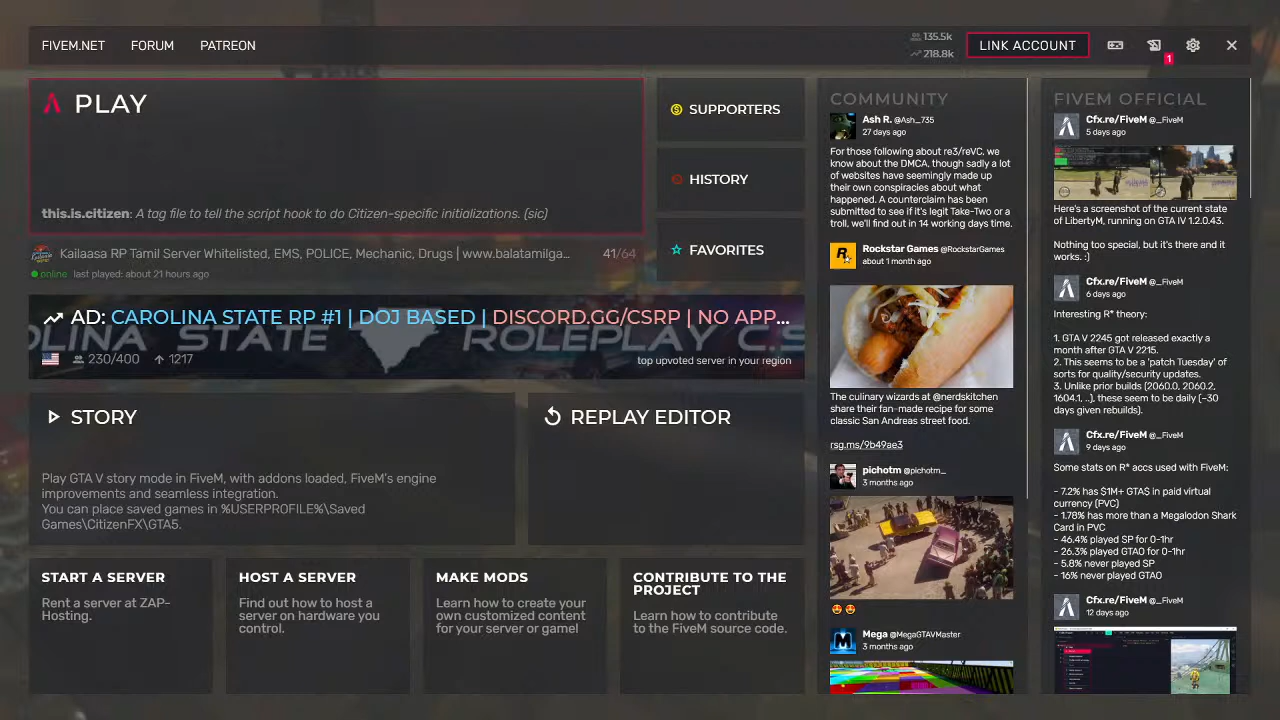 FIVEM.NET
FORUM
PATREON
135.5k
218.8k
LINK ACCOUNT
1
PLAY
this.is.citizen: A tag file to tell the script hook to do Citizen-specific initializations. (sic)
Kailaasa RP Tamil Server Whitelisted, EMS, POLICE, Mechanic, Drugs | www.balatamilga...
41/64
online last played: about 21 hours ago
SUPPORTERS
HISTORY
FAVORITES
AD: CAROLINA STATE RP #1 | DOJ BASED | DISCORD.GG/CSRP | NO APP...
230/400
1217
top upvoted server in your region
STORY
Play GTA V story mode in FiveM, with addons loaded, FiveM's engine
improvements and seamless integration.
You can place saved games in %USERPROFILE%\Saved
Games\CitizenFX\GTA5.
REPLAY EDITOR
START A SERVER
Rent a server at ZAP-
Hosting.
HOST A SERVER
Find out how to host a
server on hardware you
control.
MAKE MODS
Learn how to create your
own customized content
for your server or game!
CONTRIBUTE TO THE
PROJECT
Learn how to contribute
to the FiveM source code.
COMMUNITY
Ash R. @Ash_735
27 days ago
For those following about re3/reVC, we
know about the DMCA, though sadly a lot
of websites have seemingly made up
their own conspiracies about what
happened. A counterclaim has been
submitted to see if it's legit Take-Two or a
troll, we'll find out in 14 working days time.
Rockstar Games @RockstarGames
about 1 month ago
The culinary wizards at @nerdskitchen
share their fan-made recipe for some
classic San Andreas street food.
rsg.ms/9b49ae3
pichotm @pichotm_
3 months ago
Mega @MegaGTAVMaster
3 months ago
FIVEM OFFICIAL
Cfx.re/FiveM @_FiveM
5 days ago
Here's a screenshot of the current state
of LibertyM, running on GTA IV 1.2.0.43.
Nothing too special, but it's there and it
works. :)
Cfx.re/FiveM @_FiveM
6 days ago
Interesting R* theory:
1. GTA V 2245 got released exactly a
month after GTA V 2215.
2. This seems to be a 'patch Tuesday' of
sorts for quality/security updates.
3. Unlike prior builds (2060.0, 2060.2,
1604.1, ..), these seem to be daily (~30
days given rebuilds).
Cfx.re/FiveM @_FiveM
9 days ago
Some stats on R* accs used with FiveM:
- 7.2% has $1M+ GTA$ in paid virtual
currency (PVC)
- 1.78% has more than a Megalodon Shark
Card in PVC
- 46.4% played SP for 0-1hr
- 26.3% played GTAO for 0-1hr
- 5.8% never played SP
- 16% never played GTAO
Cfx.re/FiveM @_FiveM
12 days ago